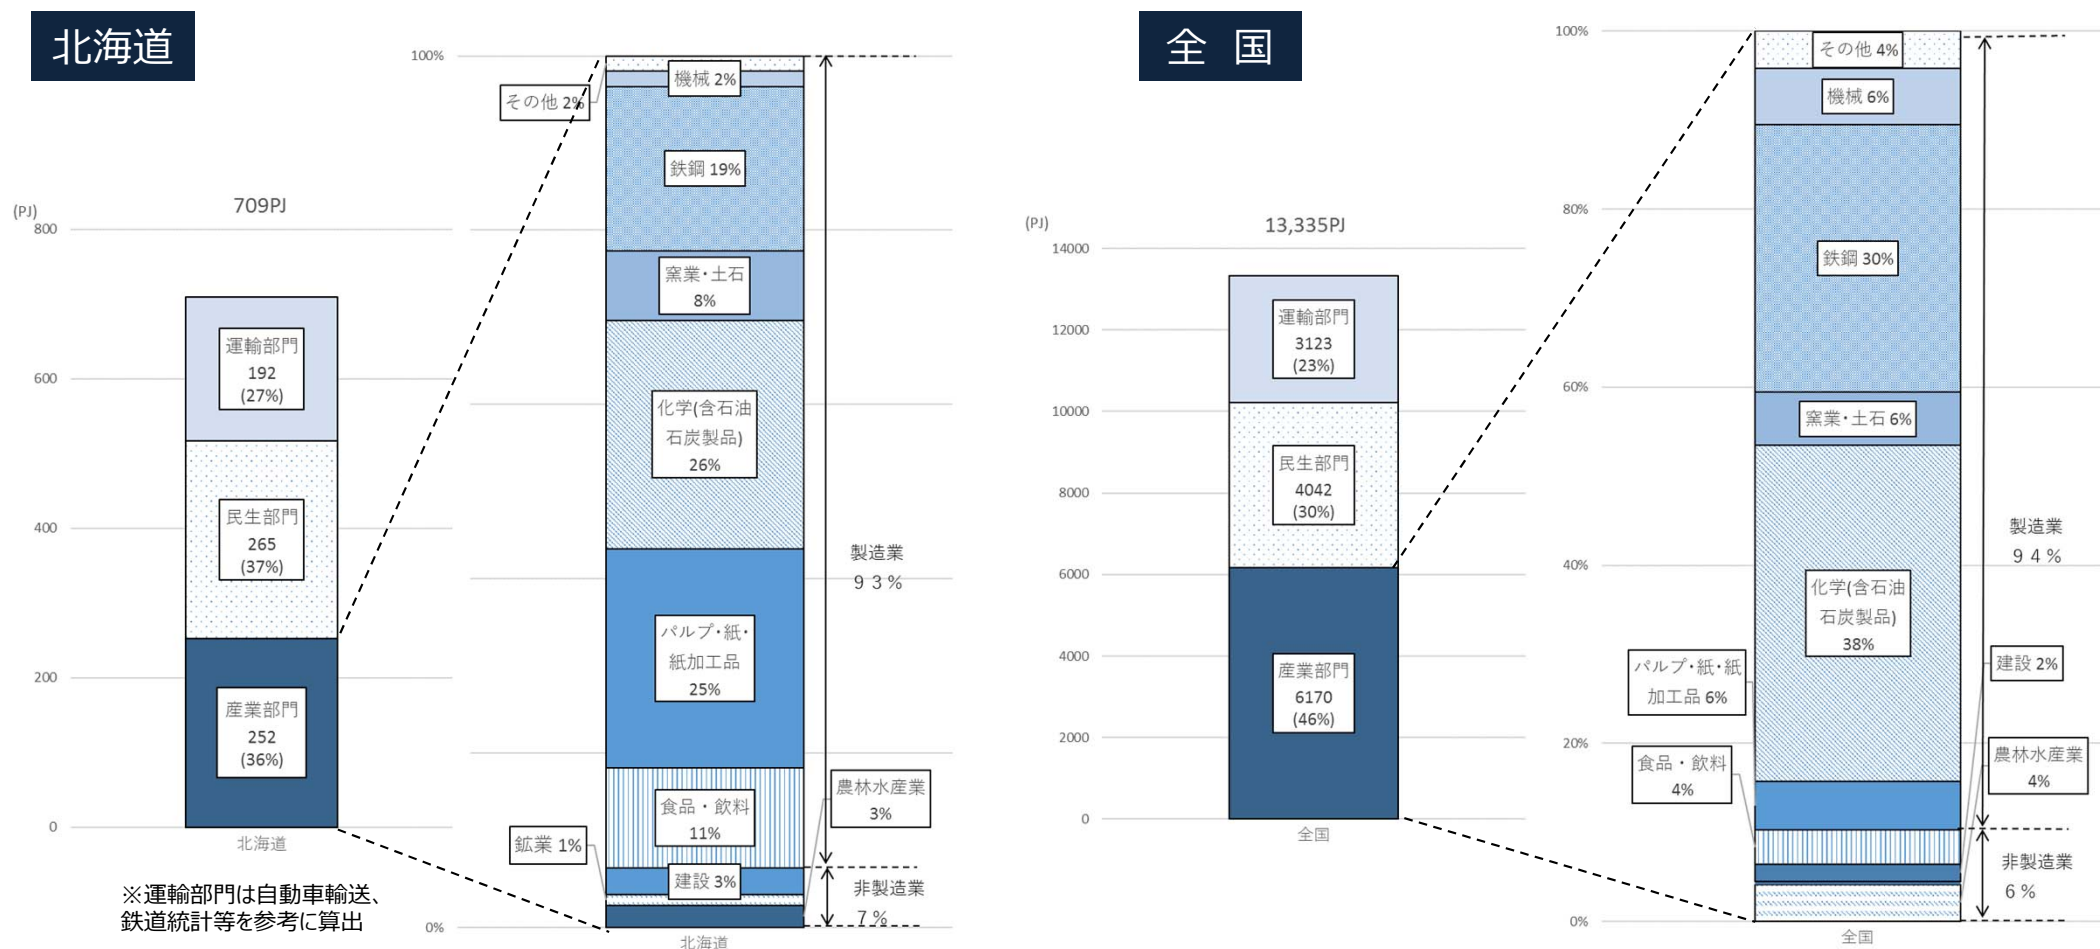 北海道
(PJ)
709PJ
800
600
400
200
0
運輸部門
192
(27%)
民生部門
265
(37%)
産業部門
252
(36%)
北海道
※運輸部門は自動車輸送、
鉄道統計等を参考に算出
100%
0%
その他 2%
機械 2%
鉄鋼 19%
窯業・土石
8%
化学(含石油
石炭製品)
26%
パルプ・紙・
紙加工品
25%
食品・飲料
11%
鉱業 1%
建設 3%
農林水産業
3%
製造業
93%
非製造業
7%
北海道
全 国
(PJ)
13,335PJ
14000
12000
10000
8000
6000
4000
2000
0
運輸部門
3123
(23%)
民生部門
4042
(30%)
産業部門
6170
(46%)
全国
100%
80%
60%
40%
20%
0%
その他 4%
機械 6%
鉄鋼 30%
窯業・土石 6%
化学(含石油
石炭製品)
38%
パルプ・紙・紙
加工品 6%
食品・飲料
4%
建設 2%
農林水産業
4%
製造業
94%
非製造業
6%
全国